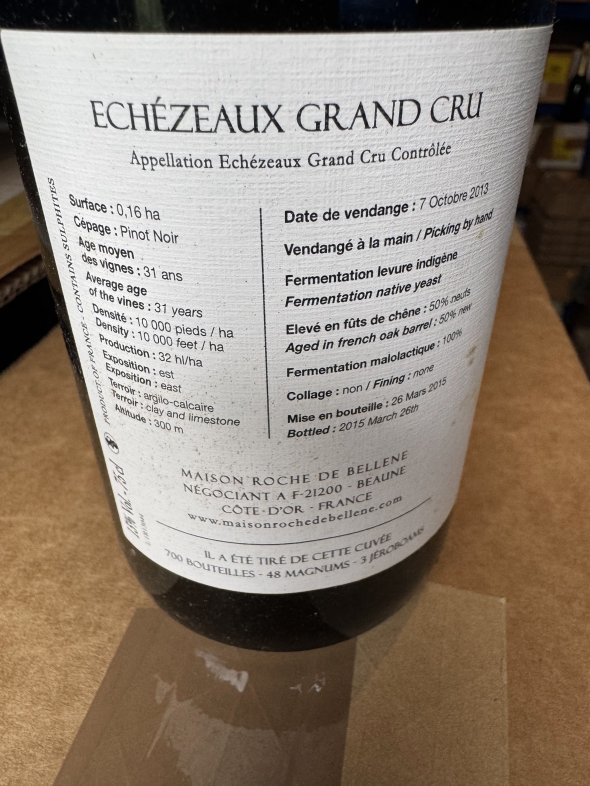 ECHÉZEAUX GRAND CRU
Appellation Echézeaux Grand Cru Contrôlée
Surface : 0,16 ha
Cépage : Pinot Noir
Age moyen
des vignes : 31 ans
Average age
of the vines : 31 years
Densité : 10 000 pieds / ha
Density : 10 000 feet / ha
Production : 32 hl/ha
Exposition : est
Exposition : east
Terroir : argilo-calcaire
Terroir : clay and limestone
Altitude : 300 m
Date de vendange : 7 Octobre 2013
Vendangé à la main / Picking by hand
Fermentation levure indigène
Fermentation native yeast
Elevé en fûts de chêne : 50% neufs
Aged in french oak barrel : 50% new
Fermentation malolactique : 100%
Collage : non / Fining : none
Mise en bouteille : 26 Mars 2015
Bottled : 2015 March 26th
MAISON ROCHE DE BELLENE
NÉGOCIANT A F-21200 - BEAUNE
CÔTE-D'OR - FRANCE
www.maisonrochedebellene.com
IL A ÉTÉ TIRÉ DE CETTE CUVÉE
700 BOUTEILLES - 48 MAGNUMS - 3 JÉROBOAMS
PRODUCT OF FRANCE - CONTAINS SULPHITES
Vol. - 75 cl